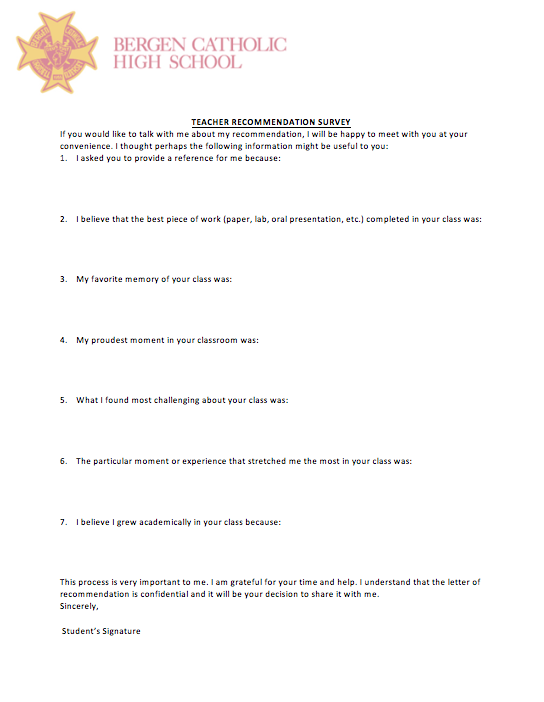 BERGEN CATHOLIC
HIGH SCHOOL
TEACHER RECOMMENDATION SURVEY
If you would like to talk with me about my recommendation, I will be happy to meet with you at your
convenience. I thought perhaps the following information might be useful to you:
1. I asked you to provide a reference for me because:
2. I believe that the best piece of work (paper, lab, oral presentation, etc.) completed in your class was:
3. My favorite memory of your class was:
4. My proudest moment in your classroom was:
5. What I found most challenging about your class was:
6. The particular moment or experience that stretched me the most in your class was:
7. I believe I grew academically in your class because:
This process is very important to me. I am grateful for your time and help. I understand that the letter of
recommendation is confidential and it will be your decision to share it with me.
Sincerely,
Student's Signature